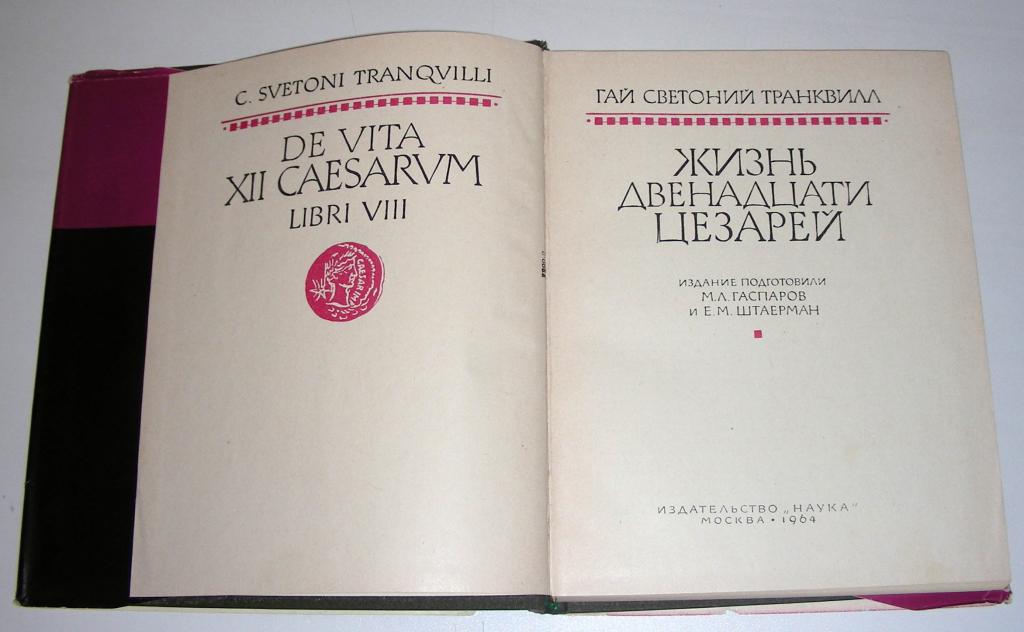 C. SVETONI TRANQVILLI
DE VITA
XII CAESARVM
LIBRI VIII
CAESARIM
ГАЙ СВЕТОНИЙ ТРАНКВИЛЛ
ЖИЗНЬ
ДВЕНАДЦАТИ
ЦЕЗАРЕЙ
ИЗДАНИЕ ПОДГОТОВИЛИ
М.Л. ГАСПАРОВ
И Е.М. ШТАЕРМАН
ИЗДАТЕЛЬСТВО „НАУКА"
МОСКВА • 1964